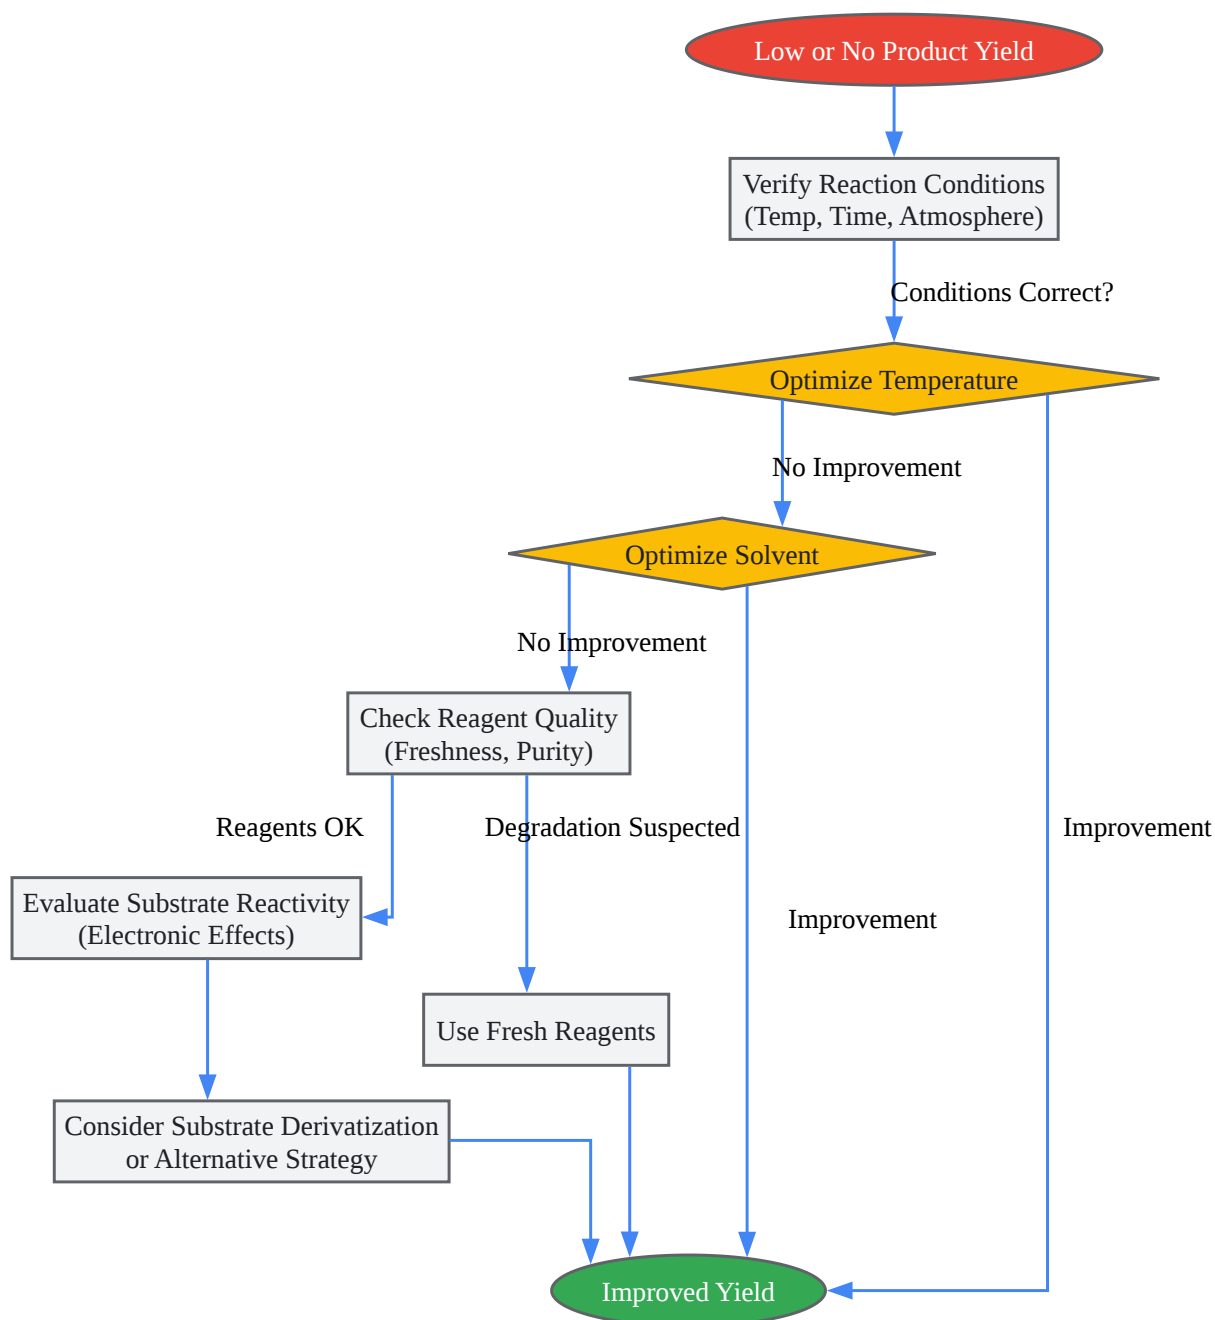 Low or No Product Yield
Verify Reaction Conditions
(Temp, Time, Atmosphere)
Conditions Correct?
Optimize Temperature
No Improvement
Optimize Solvent
No Improvement
Check Reagent Quality
(Freshness, Purity)
Reagents OK
Degradation Suspected
Improvement
Evaluate Substrate Reactivity
(Electronic Effects)
Improvement
Use Fresh Reagents
Consider Substrate Derivatization
or Alternative Strategy
Improved Yield